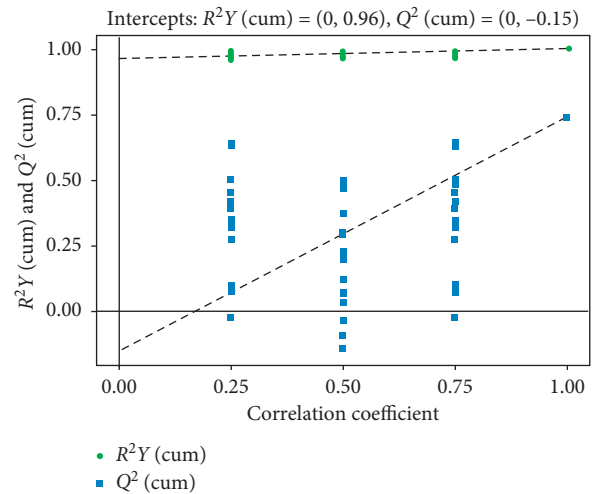 Intercepts: R²Y (cum) = (0, 0.96), Q² (cum) = (0, –0.15)
R²Y (cum) and Q² (cum)
1.00
0.75
0.50
0.25
0.00
0.00 0.25 0.50 0.75 1.00
Correlation coefficient
R²Y (cum)
Q² (cum)